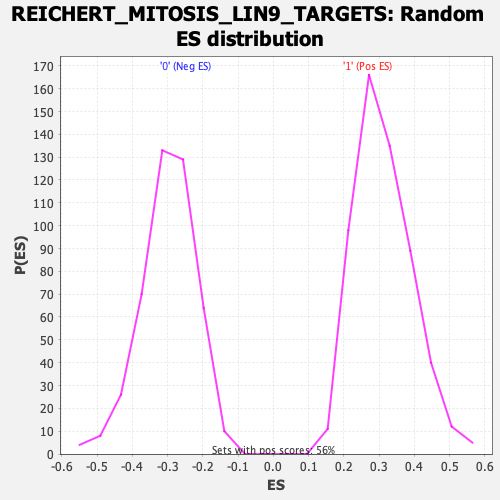 REICHERT_MITOSIS_LIN9_TARGETS: Random
ES distribution
'0' (Neg ES)
'1' (Pos ES)
170
160
150
140
130
120
110
100
90
80
70
60
50
40
30
20
10
0
P(ES)
Sets with pos scores: 56%
-0.6 -0.5 -0.4 -0.3 -0.2 -0.1 0.0 0.1 0.2 0.3 0.4 0.5 0.6
ES